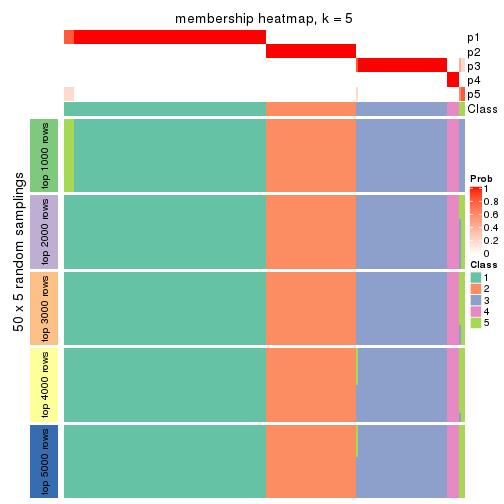 membership heatmap, k = 5
p1
p2
p3
p4
p5
Class
50 x 5 random samplings
top 1000 rows
top 2000 rows
top 3000 rows
top 4000 rows
top 5000 rows
Prob
1
0.8
0.6
0.4
0.2
0
Class
1
2
3
4
5